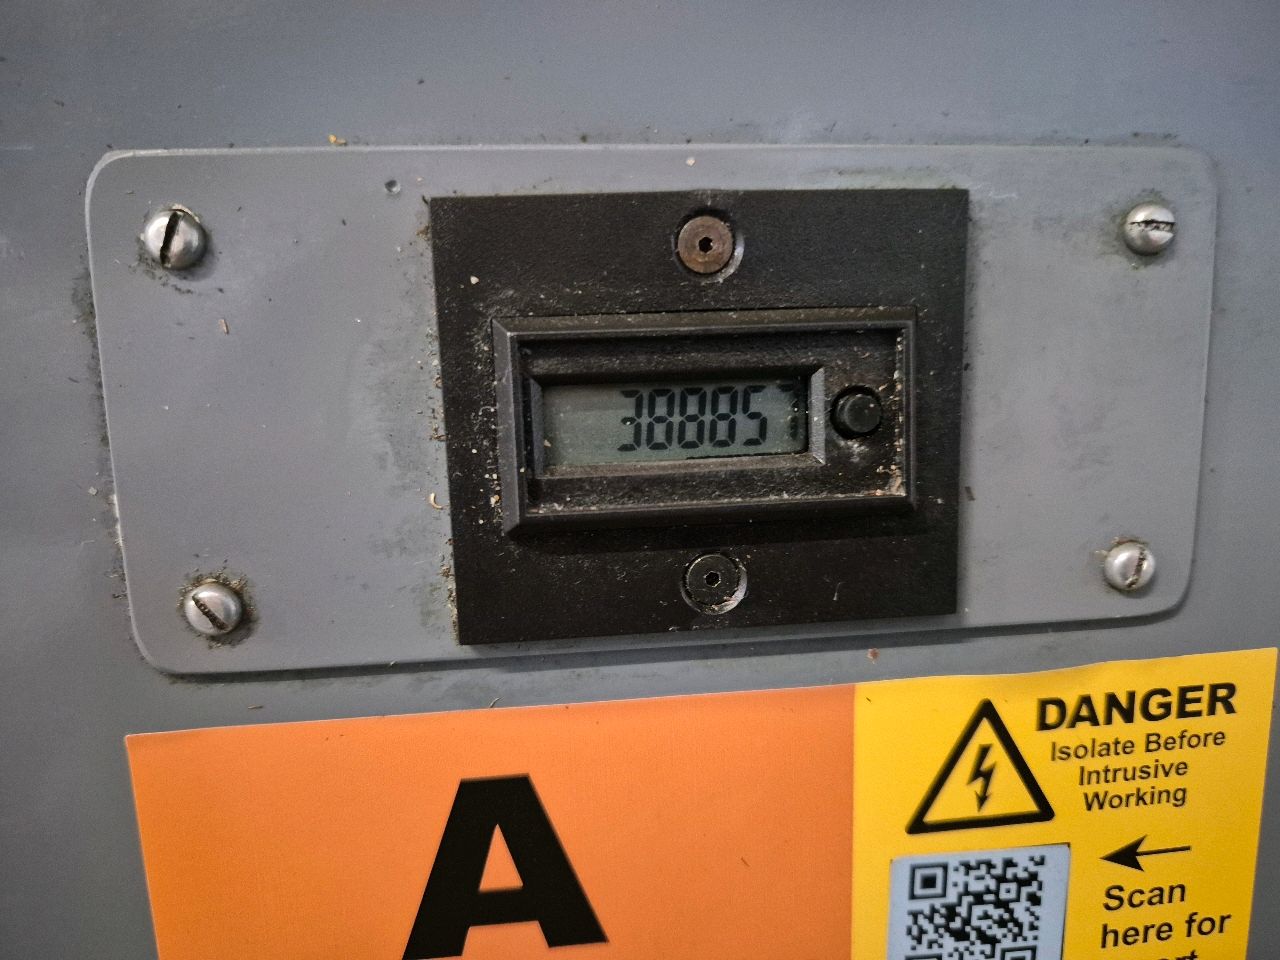 388857
A
DANGER
Isolate Before
Intrusive
Working
Scan
here for